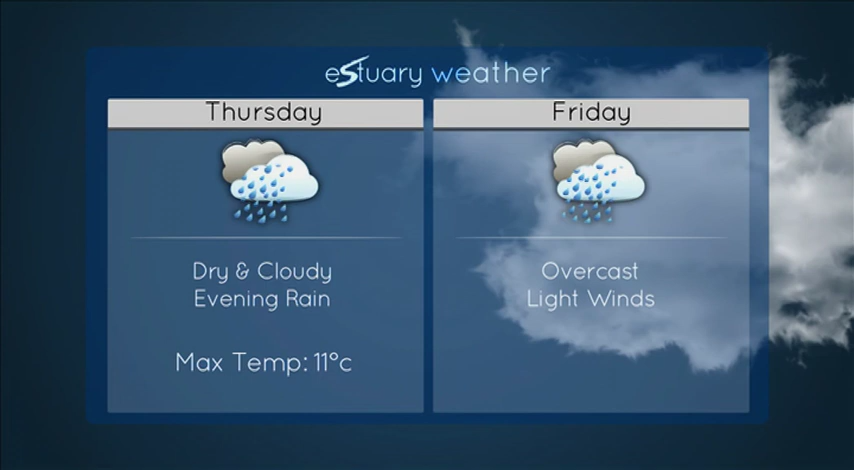 eStuary weather
Thursday
Dry & Cloudy
Evening Rain
Max Temp: 11°c
Friday
Overcast
Light Winds